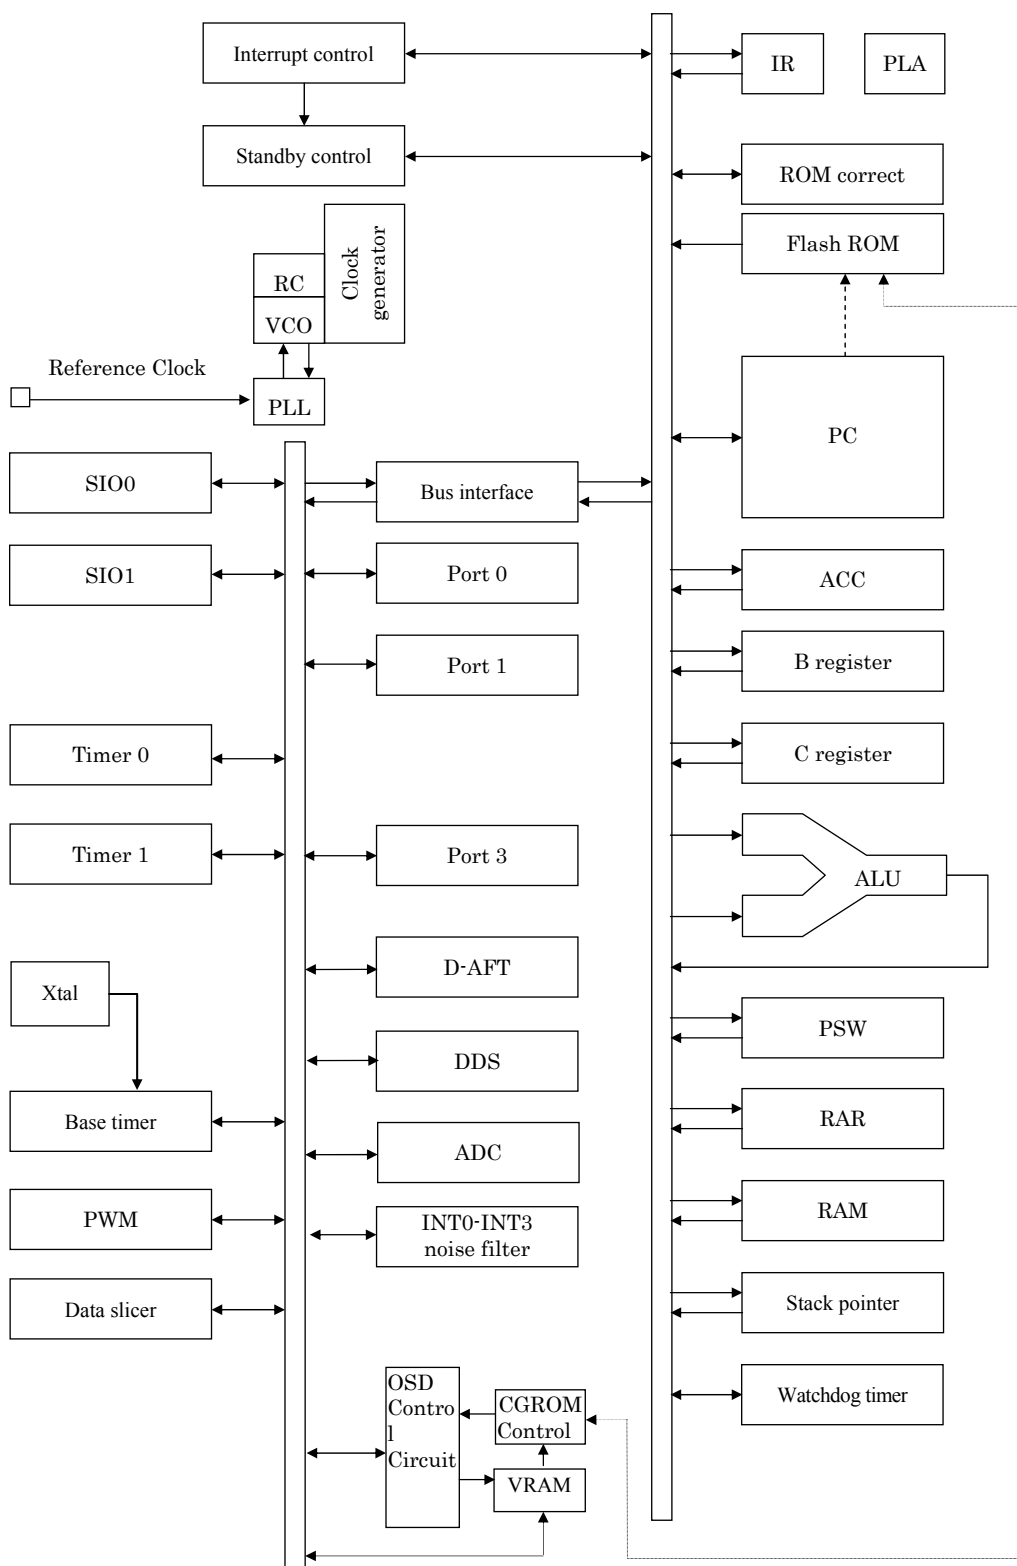 Interrupt control
IR
PLA
Standby control
ROM correct
Flash ROM
Clock
generator
RC
VCO
Reference Clock
PLL
PC
SIO0
Bus interface
SIO1
Port 0
ACC
Port 1
B register
Timer 0
C register
Timer 1
Port 3
ALU
D-AFT
Xtal
PSW
DDS
Base timer
RAR
ADC
PWM
INT0-INT3
noise filter
RAM
Data slicer
Stack pointer
OSD
Contro
l
Circuit
CGROM
Control
Watchdog timer
VRAM